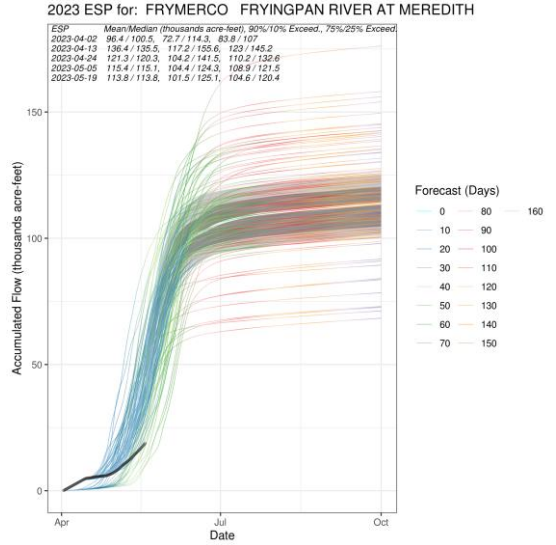 2023 ESP for: FRYMERCO FRYINGPAN RIVER AT MEREDITH
ESP Mean/Median (thousands acre-feet), 90%/10% Exceed., 75%/25% Exceed.
2023-04-02 96.4 / 100.5, 72.7 / 114.3, 83.8 / 107
2023-04-13 136.4 / 135.5, 117.2 / 155.6, 123 / 145.2
2023-04-24 121.3 / 120.3, 104.2 / 141.5, 110.2 / 132.6
2023-05-05 115.4 / 115.1, 104.4 / 124.3, 108.9 / 121.5
2023-05-19 113.8 / 113.8, 101.5 / 125.1, 104.6 / 120.4
150
100
50
0
Accumulated Flow (thousands acre-feet)
Apr Jul Oct
Date
Forecast (Days)
0 80 160
10 90
20 100
30 110
40 120
50 130
60 140
70 150